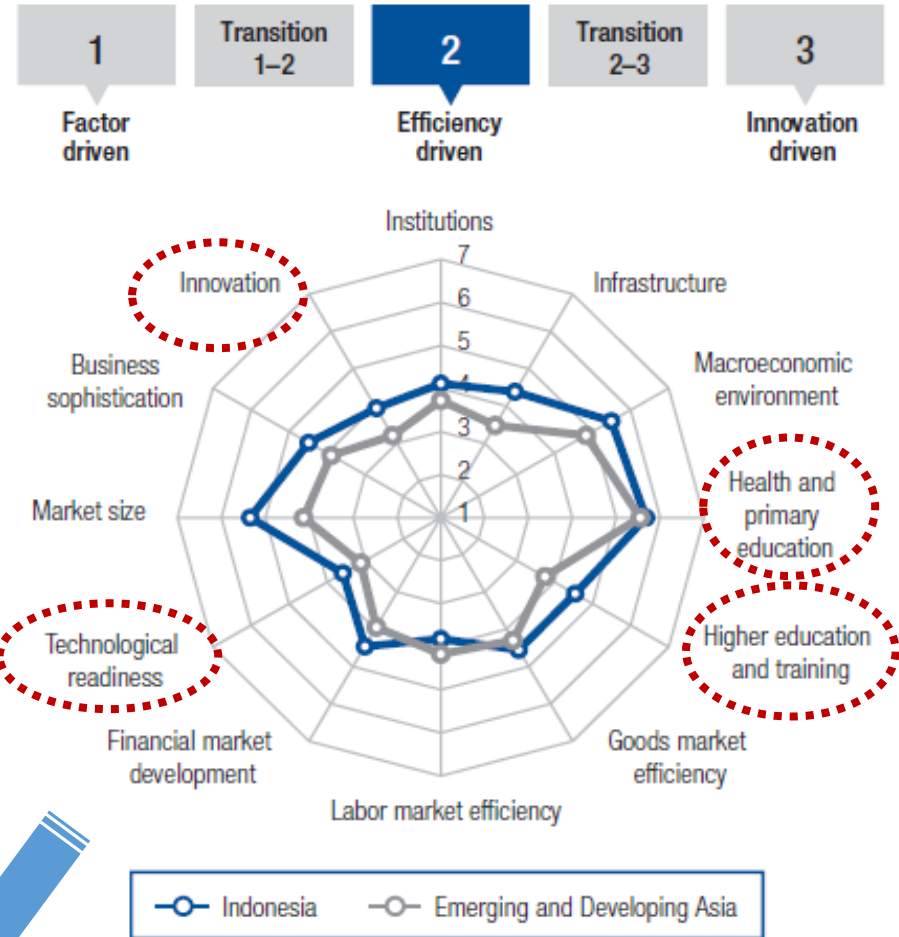 1
Transition
1–2
2
Transition
2–3
3
Factor
driven
Efficiency
driven
Innovation
driven
Institutions
7
Innovation
Infrastructure
6
5
Business
sophistication
Macroeconomic
environment
4
3
Market size
Health and
primary
education
2
1
Technological
readiness
Higher education
and training
Financial market
development
Goods market
efficiency
Labor market efficiency
Indonesia
Emerging and Developing Asia